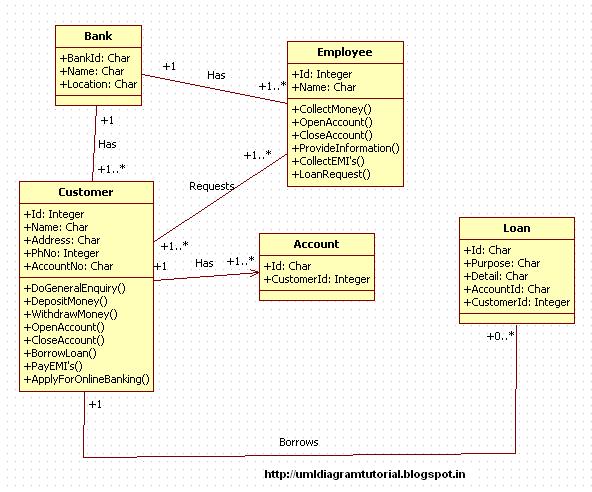 Bank
+BankId: Char
+Name: Char
+Location: Char
+1
Has
+1..*
Employee
+Id: Integer
+Name: Char
+CollectMoney()
+OpenAccount()
+CloseAccount()
+ProvideInformation()
+CollectEMI's()
+LoanRequest()
+1
Has
+1..*
+1..*
Requests
+1..*
Customer
+Id: Integer
+Name: Char
+Address: Char
+PhNo: Integer
+AccountNo: Char
+DoGeneralEnquiry()
+DepositMoney()
+WithdrawMoney()
+OpenAccount()
+CloseAccount()
+BorrowLoan()
+PayEMI's()
+ApplyForOnlineBanking()
+1
Has
+1..*
Account
+Id: Char
+CustomerId: Integer
Loan
+Id: Char
+Purpose: Char
+Detail: Char
+AccountId: Char
+CustomerId: Integer
+0..*
+1
Borrows
http://umldiagramtutorial.blogspot.in